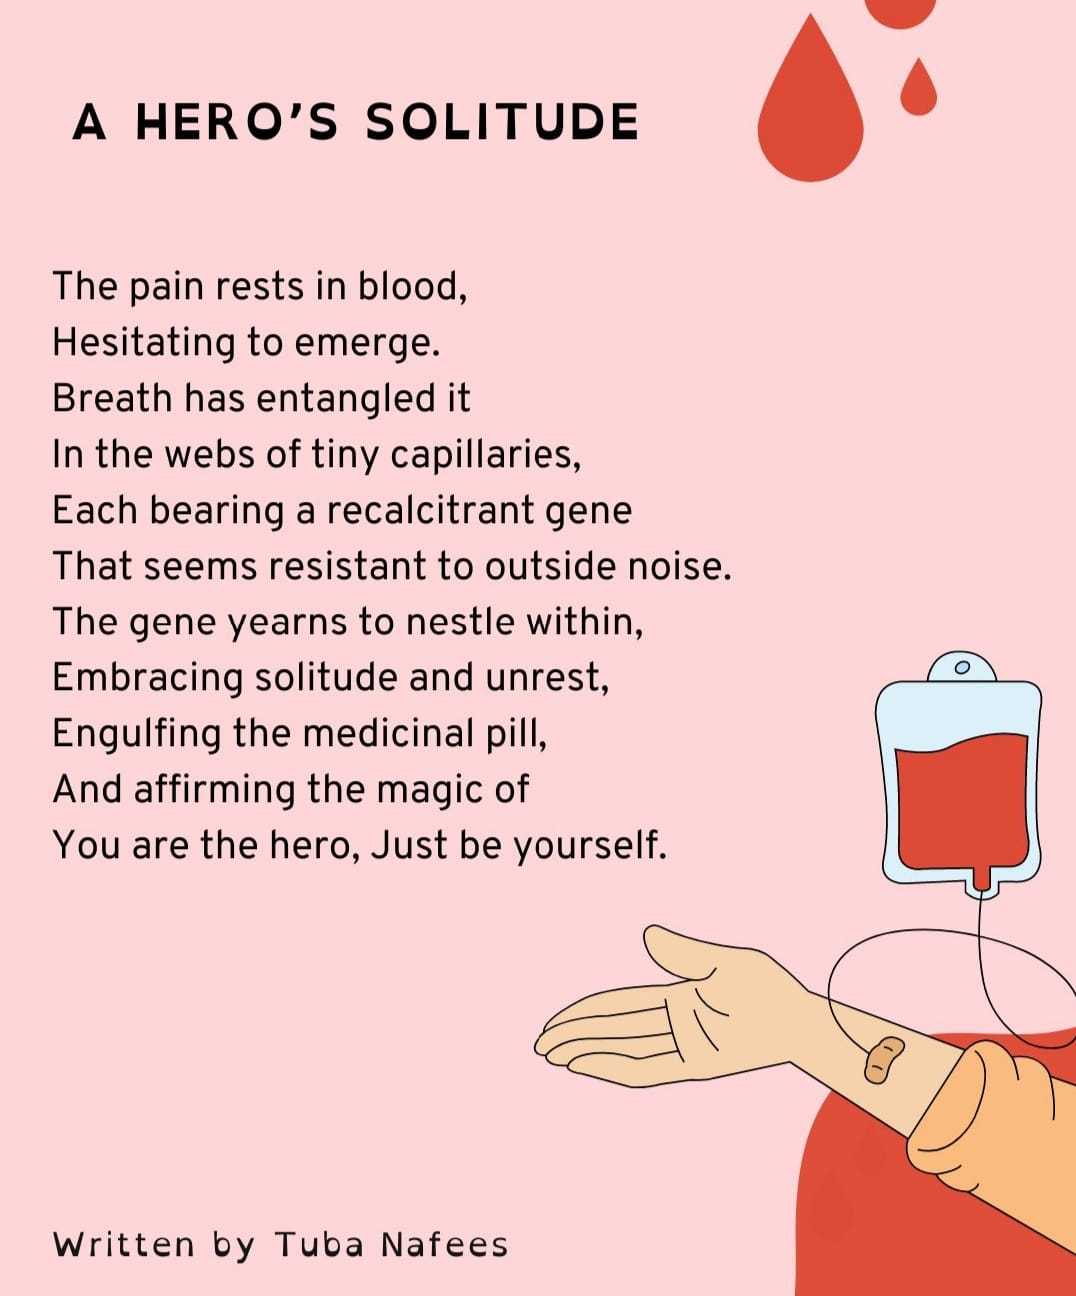 A HERO'S SOLITUDE
The pain rests in blood,
Hesitating to emerge.
Breath has entangled it
In the webs of tiny capillaries,
Each bearing a recalcitrant gene
That seems resistant to outside noise.
The gene yearns to nestle within,
Embracing solitude and unrest,
Engulfing the medicinal pill,
And affirming the magic of
You are the hero, Just be yourself.
Written by Tuba Nafees